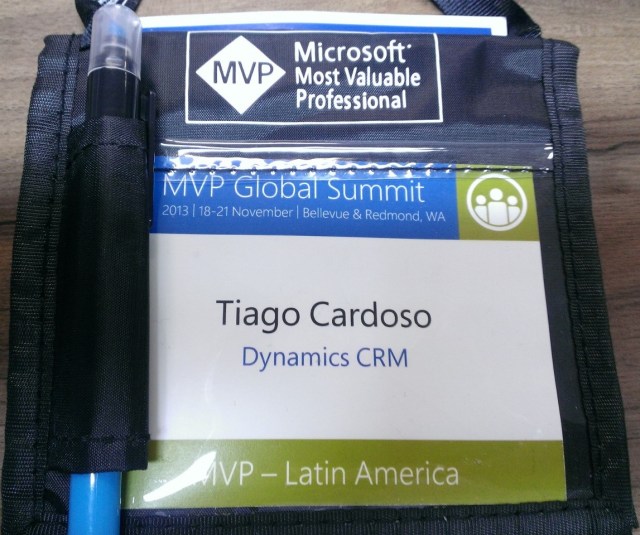 MVP
Microsoft®
Most Valuable
Professional
MVP Global Summit
2013 | 18-21 November | Bellevue & Redmond, WA
Tiago Cardoso
Dynamics CRM
MVP – Latin America